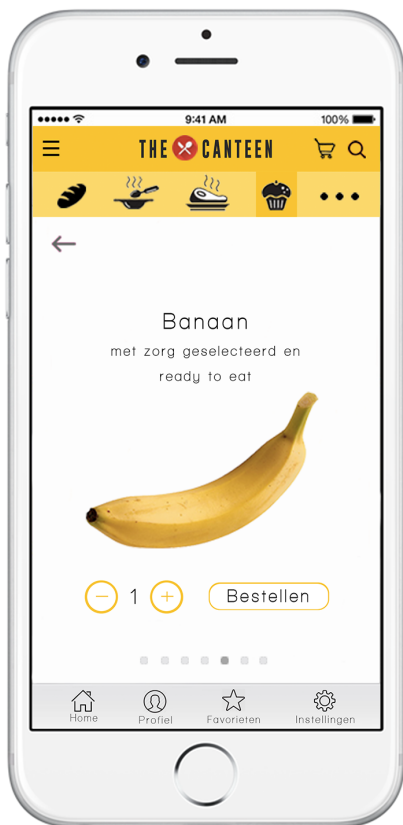 9:41 AM 100%
THE CANTEEN
Banaan
met zorg geselecteerd en
ready to eat
1 Bestellen
Home Profiel Favorieten Instellingen